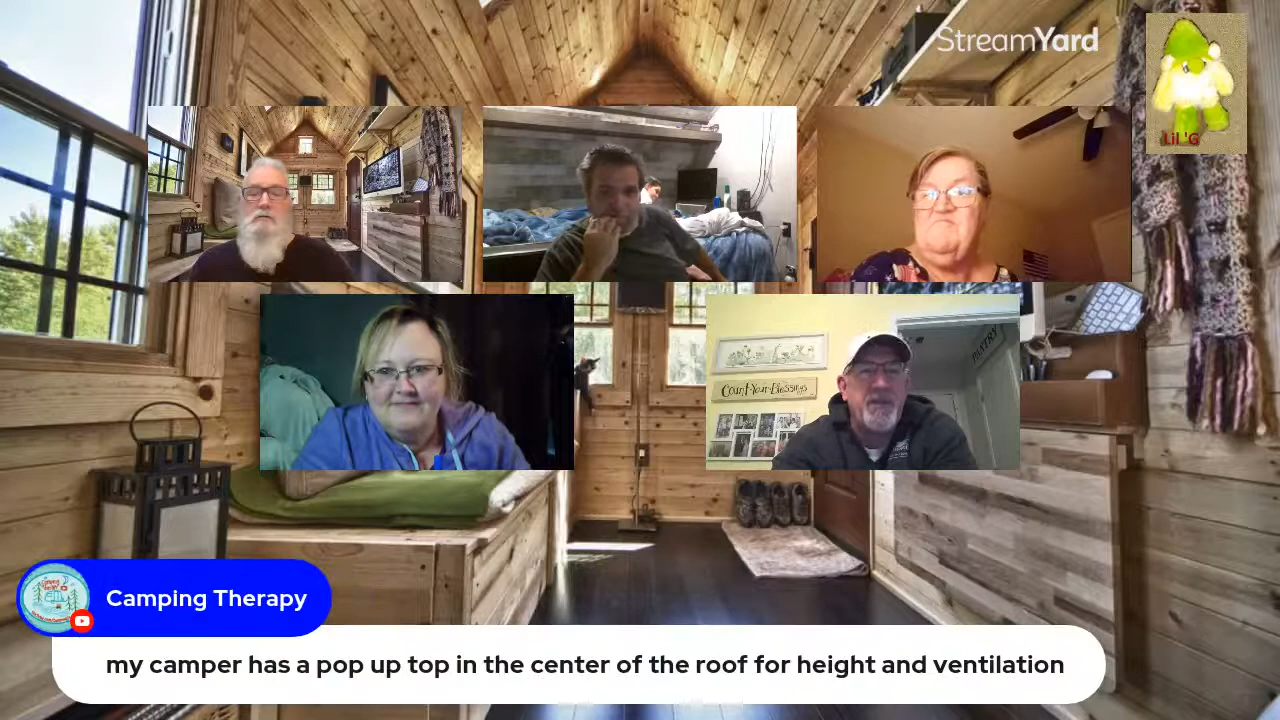 StreamYard
Lil 'G
PANTRY
Count Your Blessings
Camping Therapy
my camper has a pop up top in the center of the roof for height and ventilation